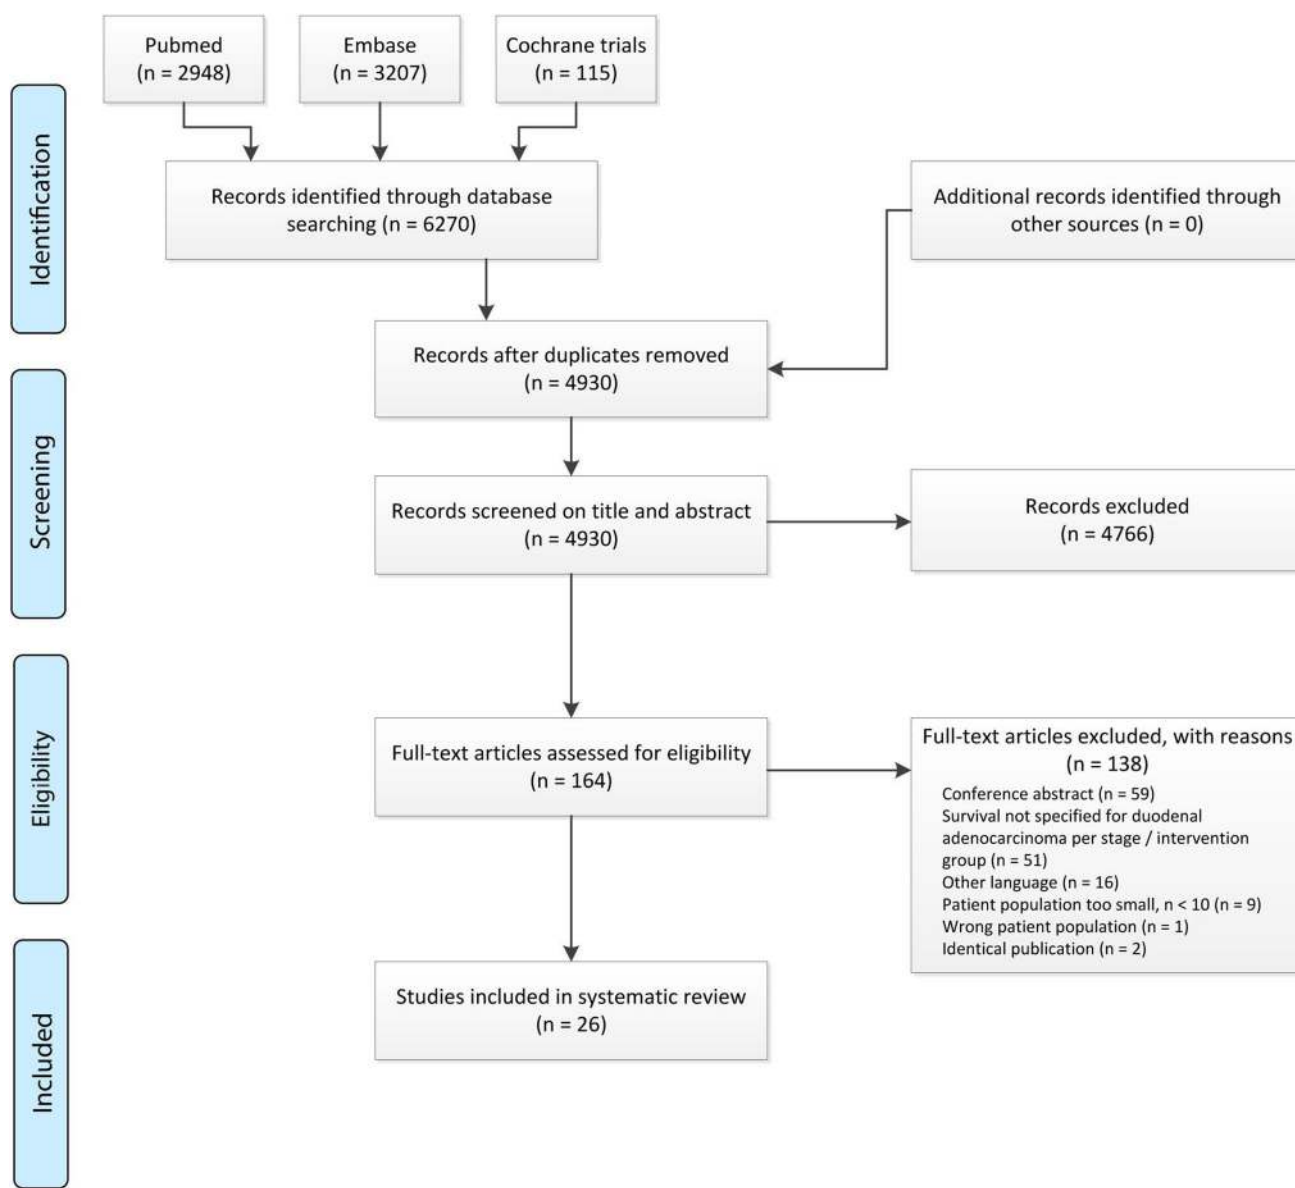 Pubmed
(n = 2948)
Embase
(n = 3207)
Cochrane trials
(n = 115)
Identification
Records identified through database
searching (n = 6270)
Additional records identified through
other sources (n = 0)
Records after duplicates removed
(n = 4930)
Screening
Records screened on title and abstract
(n = 4930)
Records excluded
(n = 4766)
Eligibility
Full-text articles assessed for eligibility
(n = 164)
Full-text articles excluded, with reasons
(n = 138)
Conference abstract (n = 59)
Survival not specified for duodenal
adenocarcinoma per stage / intervention
group (n = 51)
Other language (n = 16)
Patient population too small, n < 10 (n = 9)
Wrong patient population (n = 1)
Identical publication (n = 2)
Included
Studies included in systematic review
(n = 26)